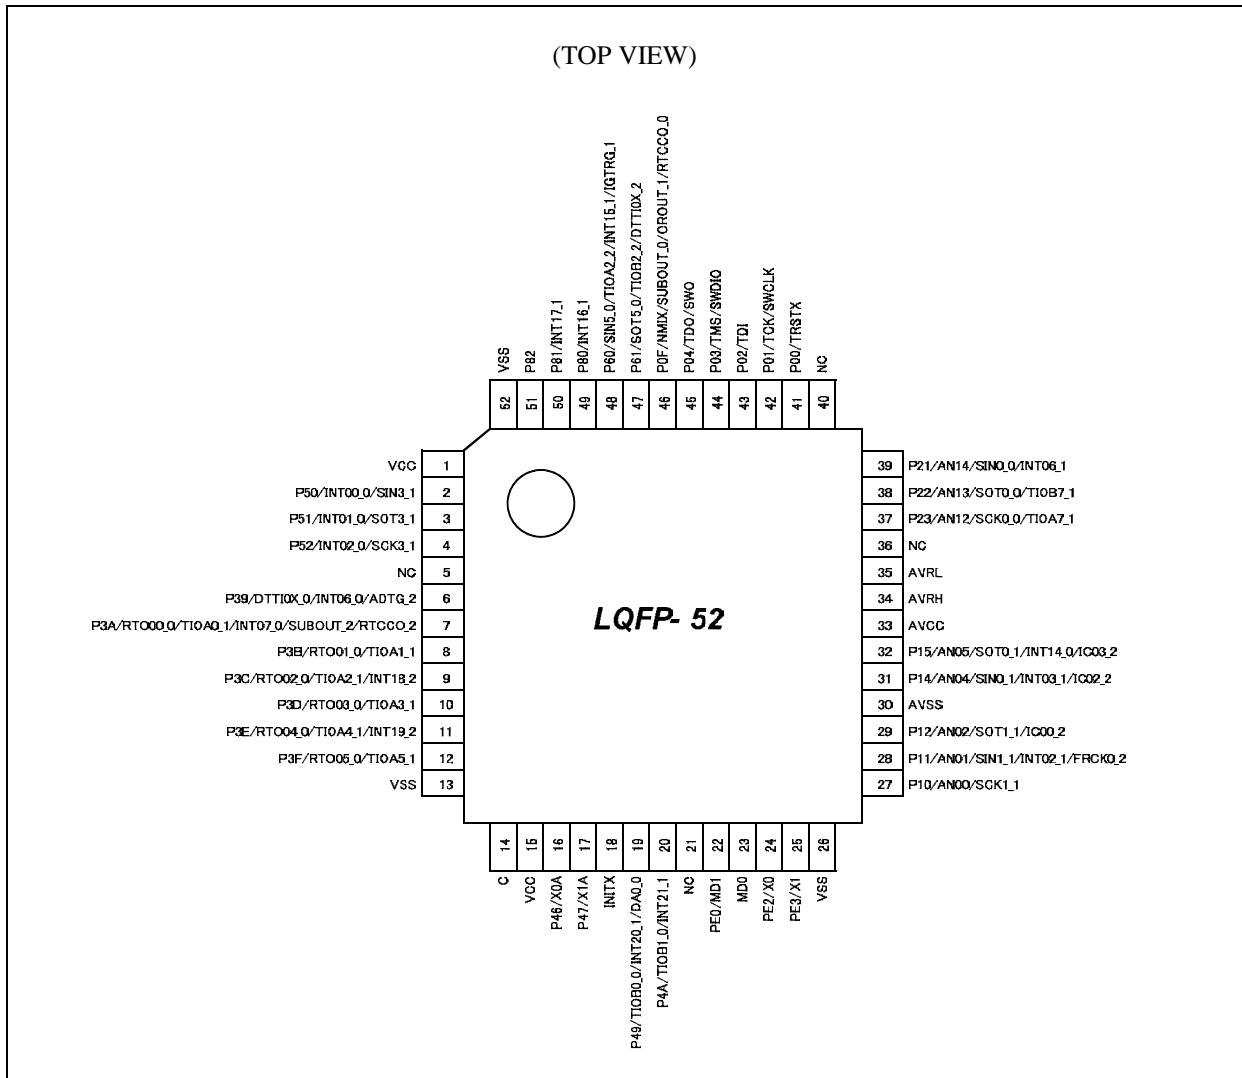 (TOP VIEW)
VSS
P82
P81/INT17_1
P80/INT16_1
P60/SIN5_0/TIOA2_2/INT15_1/IGTRG_1
P61/SOT5_0/TIOB2_2/DTTI0X_2
P0F/NMIX/SUBOUT_0/CROUT_1/RTCCO_0
P04/TDO/SWO
P03/TMS/SWDIO
P02/TDI
P01/TCK/SWCLK
P00/TRSTX
NC
52
51
50
49
48
47
46
45
44
43
42
41
40
VCC 1
P50/INT00_0/SIN3_1 2
P51/INT01_0/SOT3_1 3
P52/INT02_0/SCK3_1 4
NC 5
P39/DTTI0X_0/INT06_0/ADTG_2 6
P3A/RTO00_0/TIOA0_1/INT07_0/SUBOUT_2/RTCCO_2 7
P3B/RTO01_0/TIOA1_1 8
P3C/RTO02_0/TIOA2_1/INT18_2 9
P3D/RTO03_0/TIOA3_1 10
P3E/RTO04_0/TIOA4_1/INT19_2 11
P3F/RTO05_0/TIOA5_1 12
VSS 13
LQFP- 52
39 P21/AN14/SIN0_0/INT06_1
38 P22/AN13/SOT0_0/TIOB7_1
37 P23/AN12/SCK0_0/TIOA7_1
36 NC
35 AVRL
34 AVRH
33 AVCC
32 P15/AN05/SOT0_1/INT14_0/IC03_2
31 P14/AN04/SIN0_1/INT03_1/IC02_2
30 AVSS
29 P12/AN02/SOT1_1/IC00_2
28 P11/AN01/SIN1_1/INT02_1/FRCK0_2
27 P10/AN00/SCK1_1
14
15
16
17
18
19
20
21
22
23
24
25
26
C
VCC
P46/X0A
P47/X1A
INITX
P49/TIOB0_0/INT20_1/DA0_0
P4A/TIOB1_0/INT21_1
NC
PE0/MD1
MD0
PE2/X0
PE3/X1
VSS